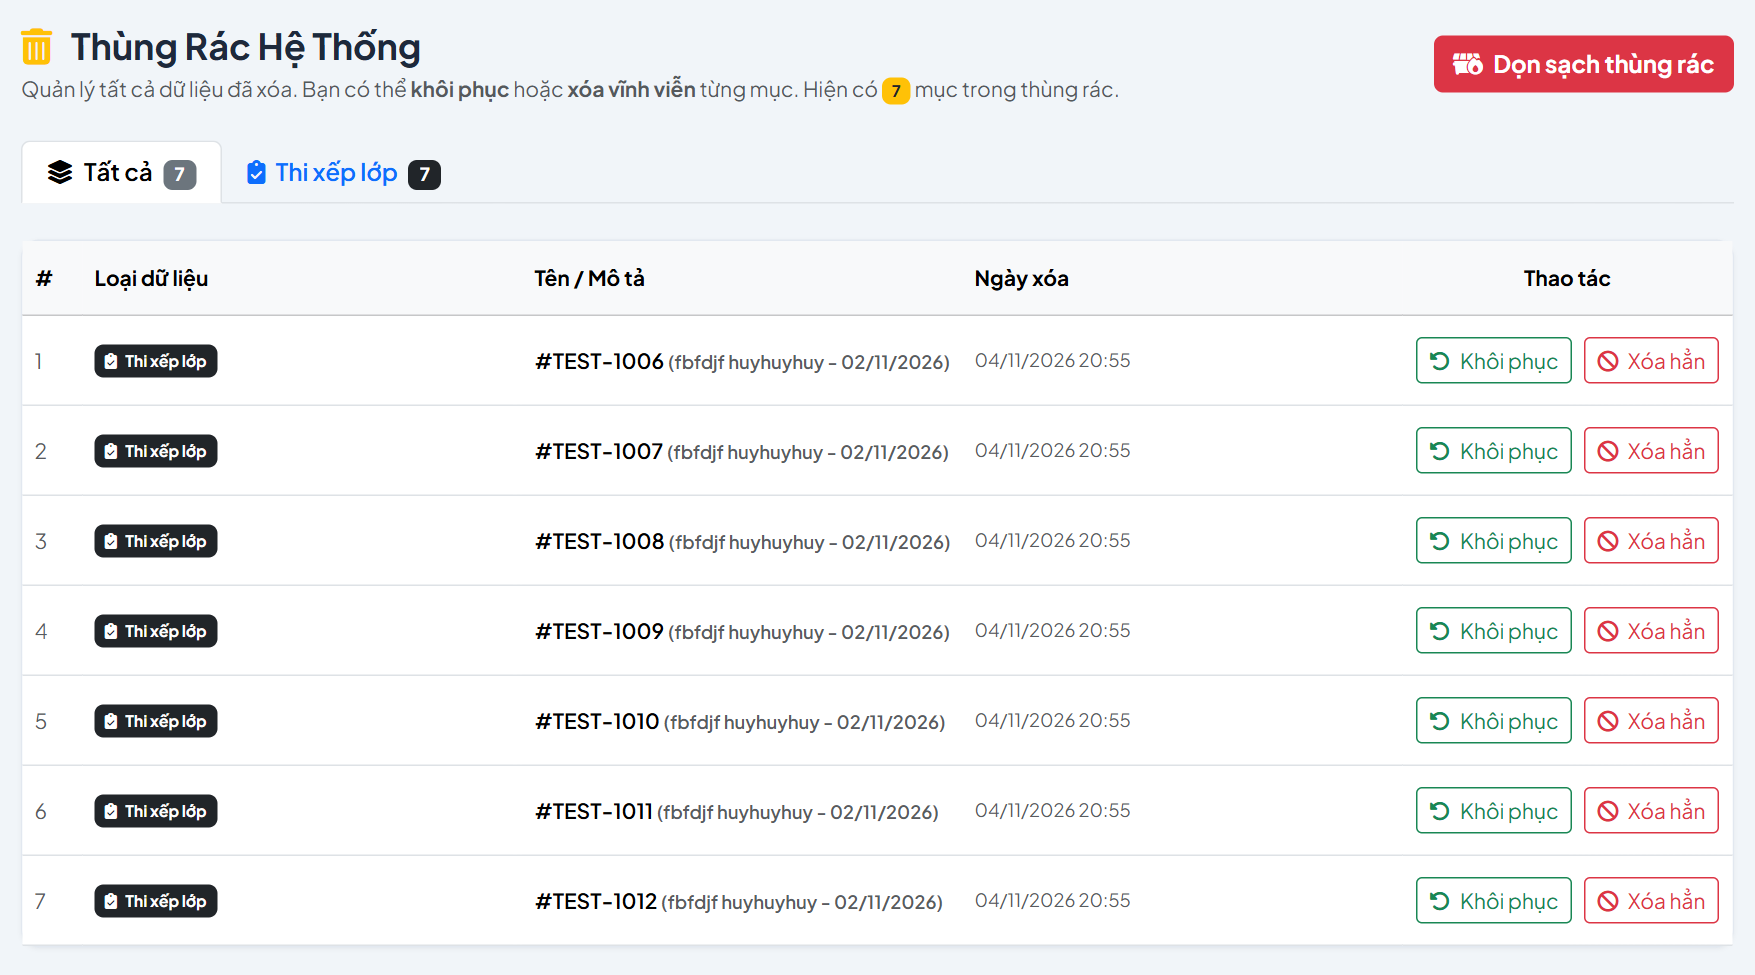 Thùng Rác Hệ Thống
Dọn sạch thùng rác
Quản lý tất cả dữ liệu đã xóa. Bạn có thể khôi phục hoặc xóa vĩnh viễn từng mục. Hiện có 7 mục trong thùng rác.
Tất cả 7 Thi xếp lớp 7
# Loại dữ liệu Tên / Mô tả Ngày xóa Thao tác
1 Thi xếp lớp #TEST-1006 (fbfdjf huyhuyhuy - 02/11/2026) 04/11/2026 20:55 Khôi phục Xóa hẳn
2 Thi xếp lớp #TEST-1007 (fbfdjf huyhuyhuy - 02/11/2026) 04/11/2026 20:55 Khôi phục Xóa hẳn
3 Thi xếp lớp #TEST-1008 (fbfdjf huyhuyhuy - 02/11/2026) 04/11/2026 20:55 Khôi phục Xóa hẳn
4 Thi xếp lớp #TEST-1009 (fbfdjf huyhuyhuy - 02/11/2026) 04/11/2026 20:55 Khôi phục Xóa hẳn
5 Thi xếp lớp #TEST-1010 (fbfdjf huyhuyhuy - 02/11/2026) 04/11/2026 20:55 Khôi phục Xóa hẳn
6 Thi xếp lớp #TEST-1011 (fbfdjf huyhuyhuy - 02/11/2026) 04/11/2026 20:55 Khôi phục Xóa hẳn
7 Thi xếp lớp #TEST-1012 (fbfdjf huyhuyhuy - 02/11/2026) 04/11/2026 20:55 Khôi phục Xóa hẳn